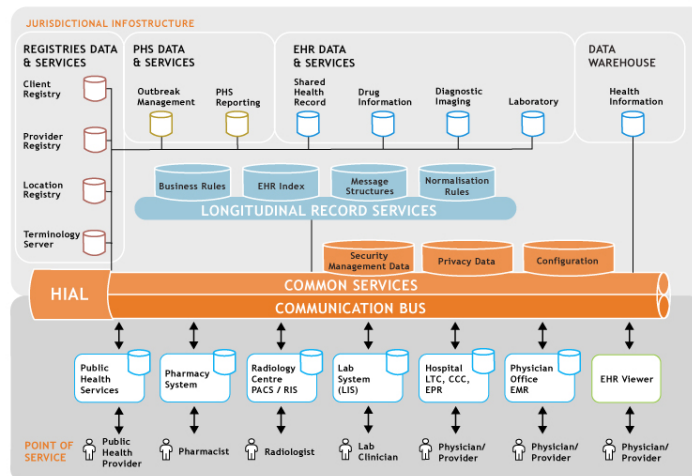 JURISDICTIONAL INFOSTRUCTURE
REGISTRIES DATA
& SERVICES
Client
Registry
Provider
Registry
Location
Registry
Terminology
Server
PHS DATA
& SERVICES
Outbreak
Management
PHS
Reporting
EHR DATA
& SERVICES
Shared
Health
Record
Drug
Information
Diagnostic
Imaging
Laboratory
DATA
WAREHOUSE
Health
Information
Business Rules
EHR Index
Message
Structures
Normalisation
Rules
LONGITUDINAL RECORD SERVICES
Security
Management Data
Privacy Data
Configuration
HIAL
COMMON SERVICES
COMMUNICATION BUS
Public
Health
Services
Pharmacy
System
Radiology
Centre
PACS / RIS
Lab
System
(LIS)
Hospital
LTC, CCC,
EPR
Physician
Office
EMR
EHR Viewer
POINT OF
SERVICE
Public
Health
Provider
Pharmacist
Radiologist
Lab
Clinician
Physician/
Provider
Physician/
Provider
Physician/
Provider